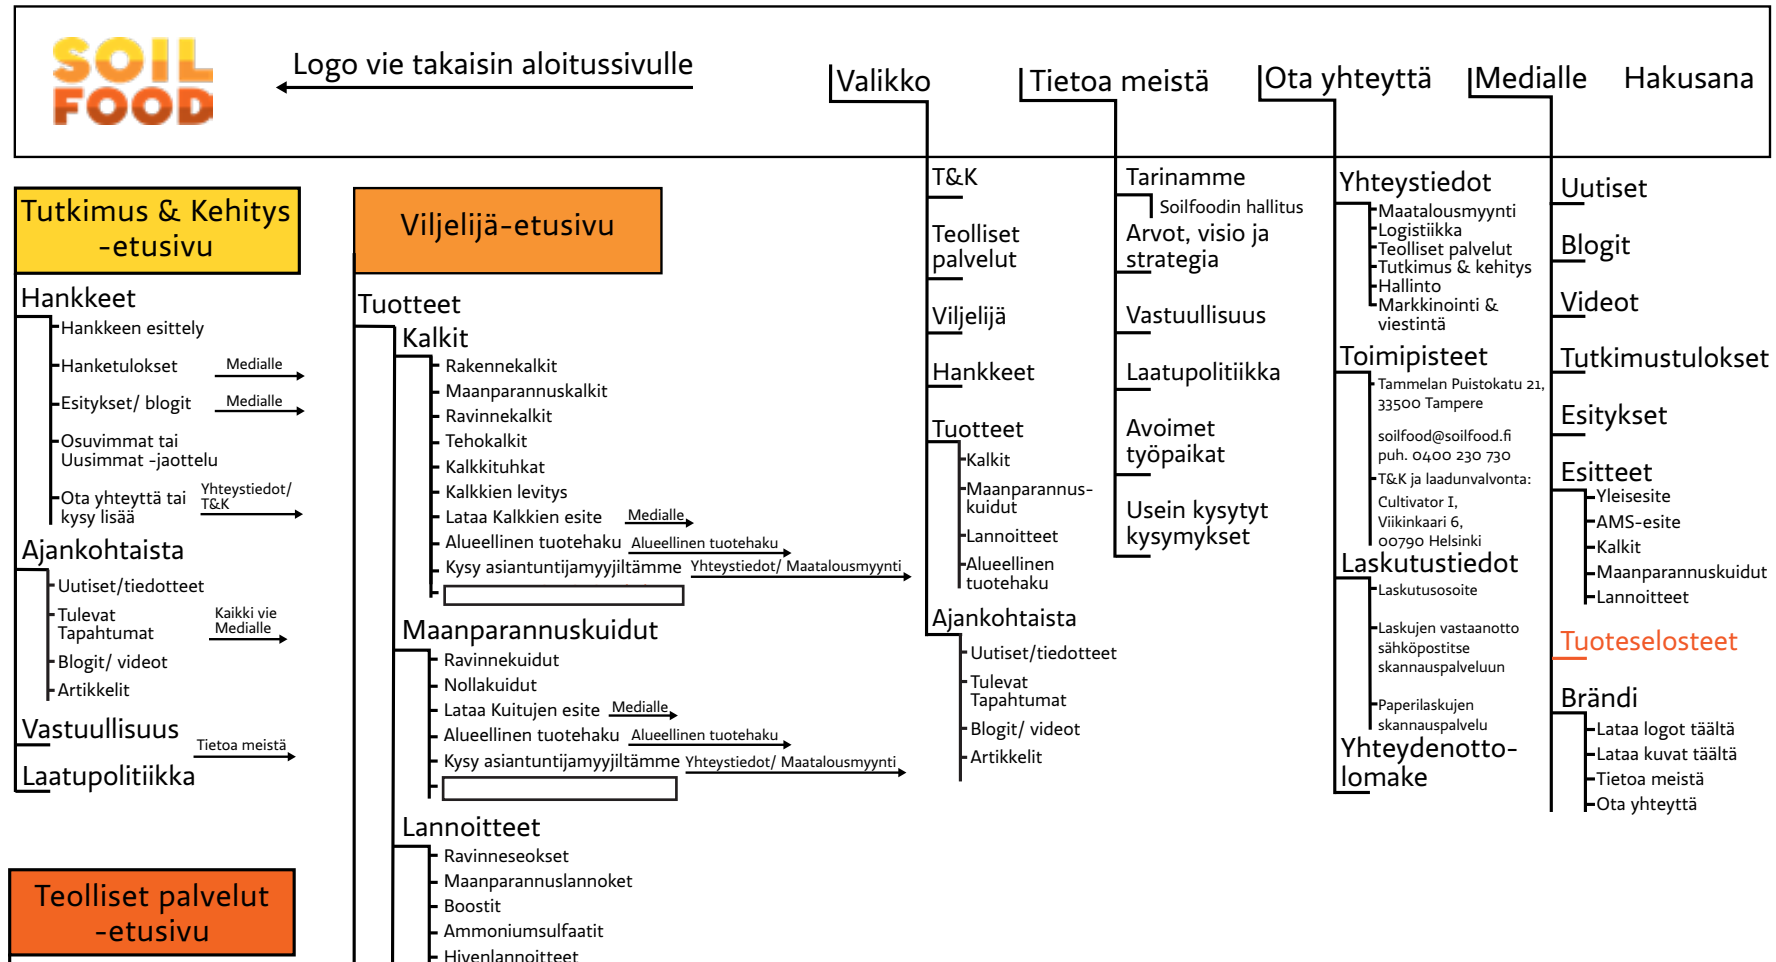 SOIL
FOOD
Logo vie takaisin aloitussivulle
Valikko
Tietoa meistä
Ota yhteyttä
Medialle
Hakusana
Tutkimus & Kehitys
-etusivu
Hankkeet
Hankkeen esittely
Hanketulokset
Medialle
Esitykset/ blogit
Medialle
Osuvimmat tai
Uusimmat -jaottelu
Ota yhteyttä tai
kysy lisää
Yhteystiedot/
T&K
Ajankohtaista
Uutiset/tiedotteet
Tulevat
Tapahtumat
Kaikki vie
Medialle
Blogit/ videot
Artikkelit
Vastuullisuus
Tietoa meistä
Laatupolitiikka
Teolliset palvelut
-etusivu
Viljelijä-etusivu
Tuotteet
Kalkit
Rakennekalkit
Maanparannuskalkit
Ravinnekalkit
Tehokalkit
Kalkkituhkat
Kalkkien levitys
Lataa Kalkkien esite
Medialle
Alueellinen tuotehaku
Alueellinen tuotehaku
Kysy asiantuntijamyyjiltämme
Yhteystiedot/ Maatalousmyynti
Maanparannuskuidut
Ravinnekuidut
Nollakuidut
Lataa Kuitujen esite
Medialle
Alueellinen tuotehaku
Alueellinen tuotehaku
Kysy asiantuntijamyyjiltämme
Yhteystiedot/ Maatalousmyynti
Lannoitteet
Ravinneseokset
Maanparannuslannoket
Boostit
Ammoniumsulfaatit
Hivenlannoitteet
T&K
Teolliset
palvelut
Viljelijä
Hankkeet
Tuotteet
Kalkit
Maanparannus-
kuidut
Lannoitteet
Alueellinen
tuotehaku
Ajankohtaista
Uutiset/tiedotteet
Tulevat
Tapahtumat
Blogit/ videot
Artikkelit
Tarinamme
Soilfoodin hallitus
Arvot, visio ja
strategia
Vastuullisuus
Laatupolitiikka
Avoimet
työpaikat
Usein kysytyt
kysymykset
Yhteystiedot
Maatalousmyynti
Logistiikka
Teolliset palvelut
Tutkimus & kehitys
Hallinto
Markkinointi &
viestintä
Toimipisteet
Tammelan Puistokatu 21,
33500 Tampere
soilfood@soilfood.fi
puh. 0400 230 730
T&K ja laadunvalvonta:
Cultivator I,
Viikinkaari 6,
00790 Helsinki
Laskutustiedot
Laskutusosoite
Laskujen vastaanotto
sähköpostitse
skannauspalveluun
Paperilaskujen
skannauspalvelu
Yhteydenotto-
lomake
Uutiset
Blogit
Videot
Tutkimustulokset
Esitykset
Esitteet
Yleisesite
AMS-esite
Kalkit
Maanparannuskuidut
Lannoitteet
Tuoteselosteet
Brändi
Lataa logot täältä
Lataa kuvat täältä
Tietoa meistä
Ota yhteyttä